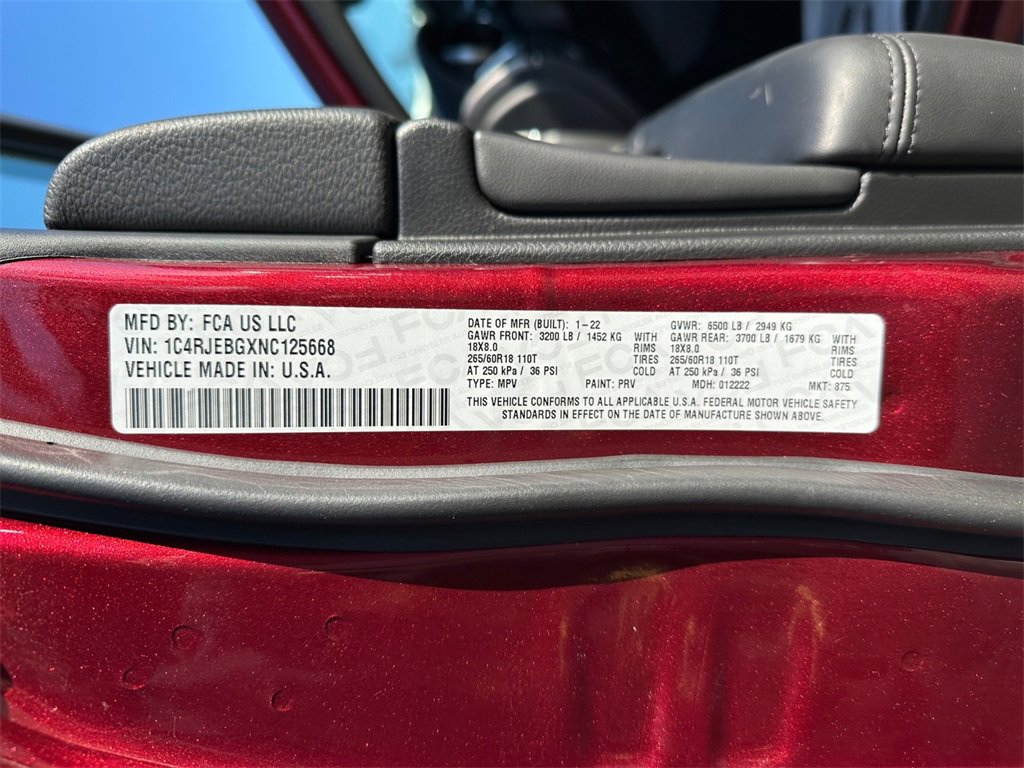 MFD BY: FCA US LLC
VIN: 1C4RJEBGXNC125668
VEHICLE MADE IN: U.S.A.
DATE OF MFR (BUILT): 1-22 GVWR: 6500 LB / 2949 KG
GAWR FRONT: 3200 LB / 1452 KG WITH GAWR REAR: 3700 LB / 1679 KG WITH
18X8.0 RIMS 18X8.0 RIMS
265/60R18 110T TIRES 265/60R18 110T TIRES
AT 250 kPa / 36 PSI COLD AT 250 kPa / 36 PSI COLD
TYPE: MPV PAINT: PRV MDH: 012222 MKT: 875
THIS VEHICLE CONFORMS TO ALL APPLICABLE U.S.A. FEDERAL MOTOR VEHICLE SAFETY
STANDARDS IN EFFECT ON THE DATE OF MANUFACTURE SHOWN ABOVE.